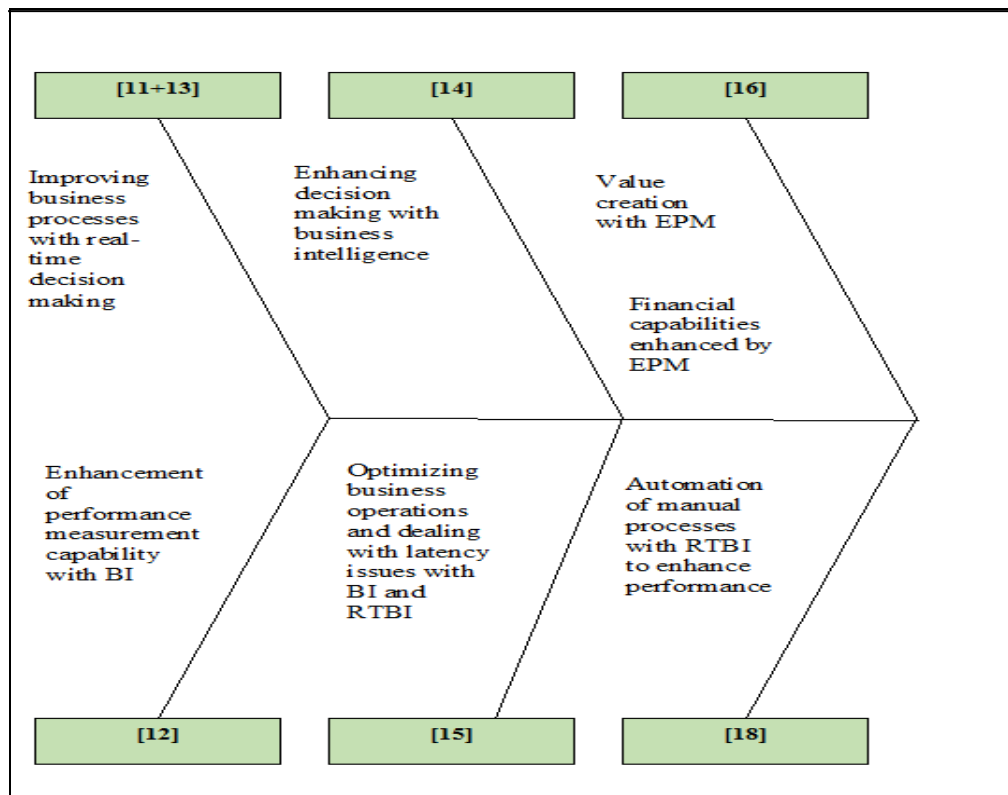 [11+13]
[14]
[16]
Improving
business
processes
with real-
time
decision
making
Enhancing
decision
making with
business
intelligence
Value
creation
with EPM
Financial
capabilities
enhanced by
EPM
Enhancement
of
performance
measurement
capability
with BI
Optimizing
business
operations
and dealing
with latency
issues with
BI and
RTBI
Automation
of manual
processes
with RTBI
to enhance
performance
[12]
[15]
[18]